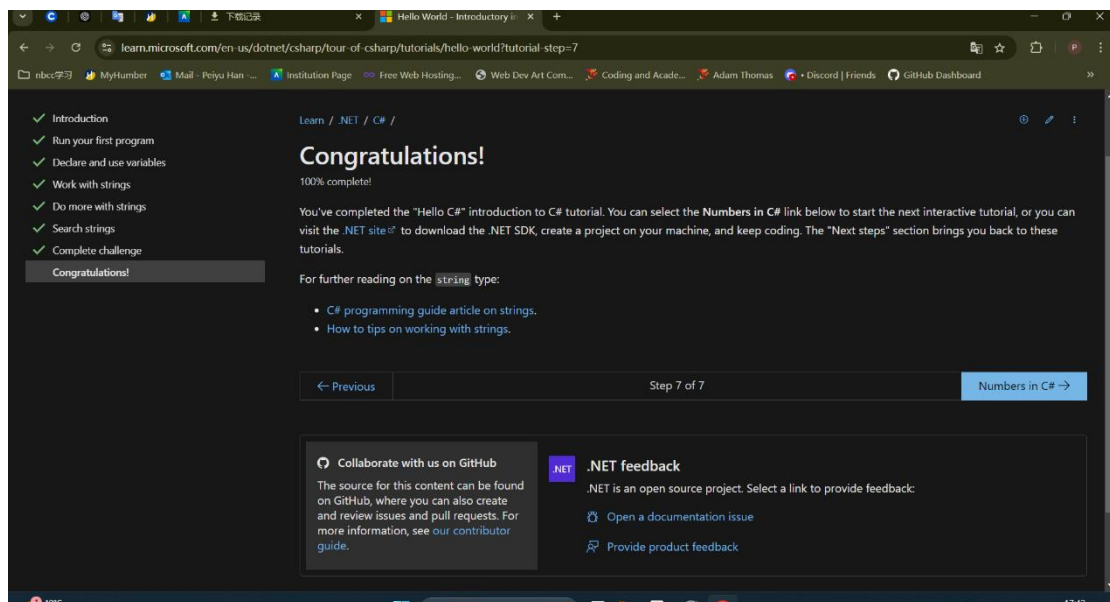 下载记录
Hello World - Introductory in
learn.microsoft.com/en-us/dotnet/csharp/tour-of-csharp/tutorials/hello-world?tutorial-step=7
P
nbcc学习 MyHumber Mail - Peiyu Han -... Institution Page Free Web Hosting... Web Dev Art Com... Coding and Acade... Adam Thomas • Discord | Friends GitHub Dashboard »
Introduction
Run your first program
Declare and use variables
Work with strings
Do more with strings
Search strings
Complete challenge
Congratulations!
Learn / .NET / C# /
Congratulations!
100% complete!
You've completed the "Hello C#" introduction to C# tutorial. You can select the Numbers in C# link below to start the next interactive tutorial, or you can
visit the .NET site to download the .NET SDK, create a project on your machine, and keep coding. The "Next steps" section brings you back to these
tutorials.
For further reading on the string type:
• C# programming guide article on strings.
• How to tips on working with strings.
← Previous
Step 7 of 7
Numbers in C# →
Collaborate with us on GitHub
The source for this content can be found
on GitHub, where you can also create
and review issues and pull requests. For
more information, see our contributor
guide.
.NET
.NET feedback
.NET is an open source project. Select a link to provide feedback:
Open a documentation issue
Provide product feedback